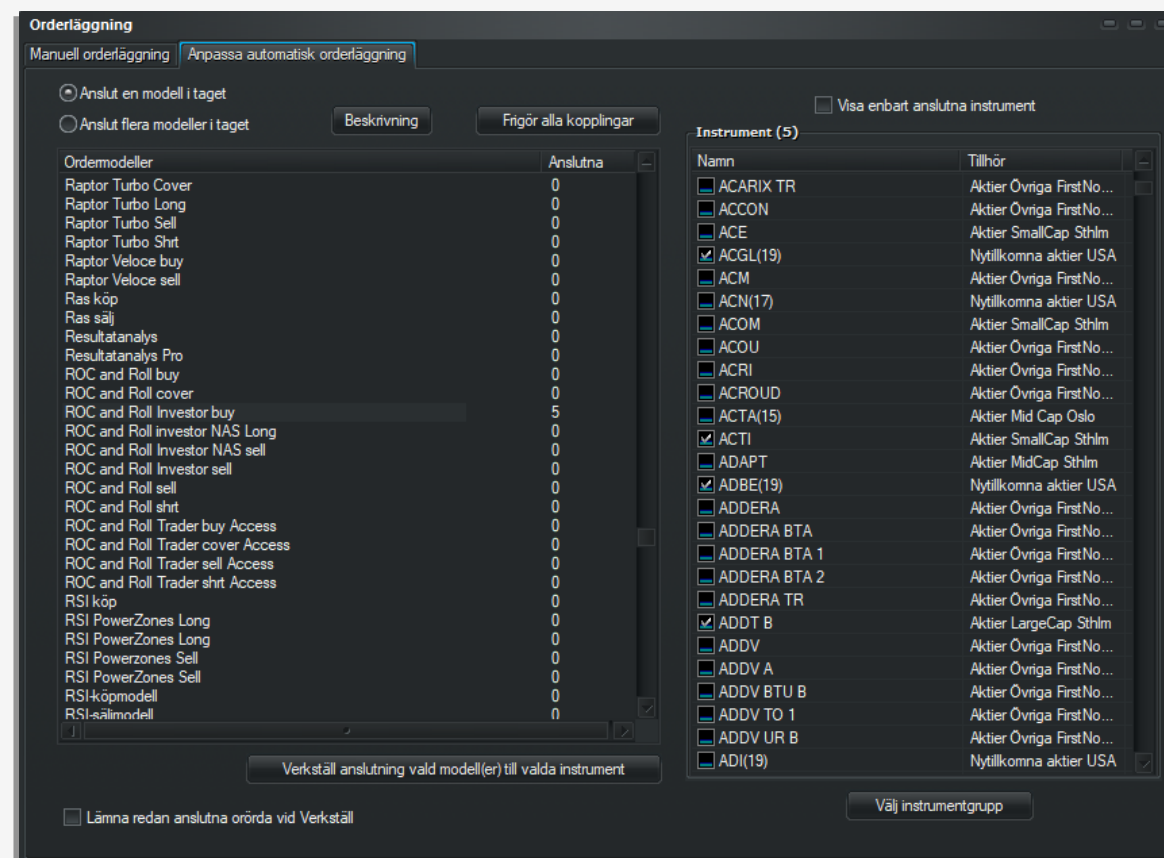 Orderläggning
Manuell orderläggning
Anpassa automatisk orderläggning
Anslut en modell i taget
Anslut flera modeller i taget
Beskrivning
Frigör alla kopplingar
Ordermodeller Anslutna
Raptor Turbo Cover 0
Raptor Turbo Long 0
Raptor Turbo Sell 0
Raptor Turbo Shrt 0
Raptor Veloce buy 0
Raptor Veloce sell 0
Ras köp 0
Ras sälj 0
Resultatanalys 0
Resultatanalys Pro 0
ROC and Roll buy 0
ROC and Roll cover 0
ROC and Roll Investor buy 5
ROC and Roll investor NAS Long 0
ROC and Roll Investor NAS sell 0
ROC and Roll Investor sell 0
ROC and Roll sell 0
ROC and Roll shrt 0
ROC and Roll Trader buy Access 0
ROC and Roll Trader cover Access 0
ROC and Roll Trader sell Access 0
ROC and Roll Trader shrt Access 0
RSI köp 0
RSI PowerZones Long 0
RSI PowerZones Long 0
RSI Powerzones Sell 0
RSI PowerZones Sell 0
RSI-köpmodell 0
RSI-säljmodell 0
Verkställ anslutning vald modell(er) till valda instrument
Lämna redan anslutna orörda vid Verkställ
Visa enbart anslutna instrument
Instrument (5)
Namn Tillhör
ACARIX TR Aktier Övriga FirstNo...
ACCON Aktier Övriga FirstNo...
ACE Aktier SmallCap Sthlm
ACGL(19) Nytillkomna aktier USA
ACM Aktier Övriga FirstNo...
ACN(17) Nytillkomna aktier USA
ACOM Aktier SmallCap Sthlm
ACOU Aktier Övriga FirstNo...
ACRI Aktier Övriga FirstNo...
ACROUD Aktier Övriga FirstNo...
ACTA(15) Aktier Mid Cap Oslo
ACTI Aktier SmallCap Sthlm
ADAPT Aktier MidCap Sthlm
ADBE(19) Nytillkomna aktier USA
ADDERA Aktier Övriga FirstNo...
ADDERA BTA Aktier Övriga FirstNo...
ADDERA BTA 1 Aktier Övriga FirstNo...
ADDERA BTA 2 Aktier Övriga FirstNo...
ADDERA TR Aktier Övriga FirstNo...
ADDT B Aktier LargeCap Sthlm
ADDV Aktier Övriga FirstNo...
ADDV A Aktier Övriga FirstNo...
ADDV BTU B Aktier Övriga FirstNo...
ADDV TO 1 Aktier Övriga FirstNo...
ADDV UR B Aktier Övriga FirstNo...
ADI(19) Nytillkomna aktier USA
Välj instrumentgrupp